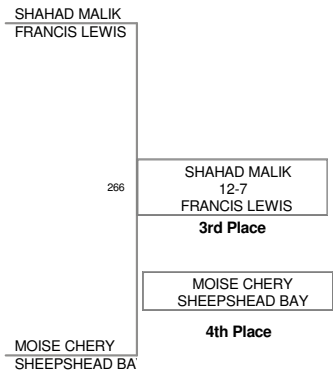 SHAHAD MALIK
FRANCIS LEWIS
266
SHAHAD MALIK
12-7
FRANCIS LEWIS
3rd Place
MOISE CHERY
SHEEPSHEAD BAY
4th Place
MOISE CHERY
SHEEPSHEAD BA